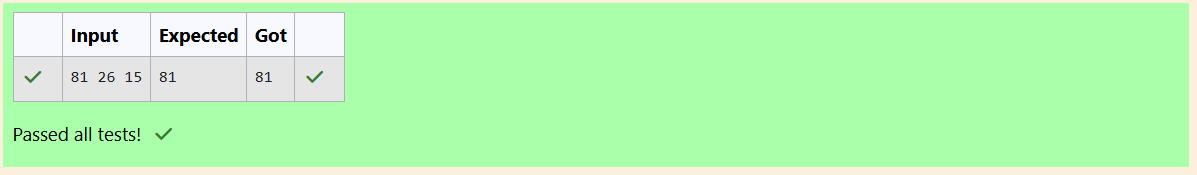 Input Expected Got
81 26 15 81 81
Passed all tests!